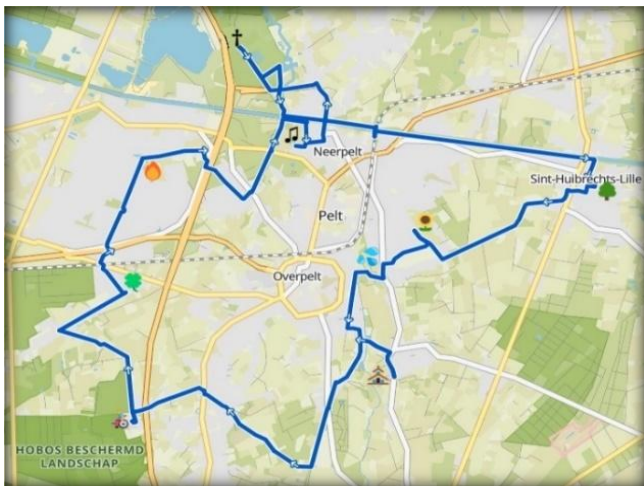 Neerpelt
Sint-Huibrechts-Lille
Pelt
Overpelt
HOBOS BESCHERMD
LANDSCHAP